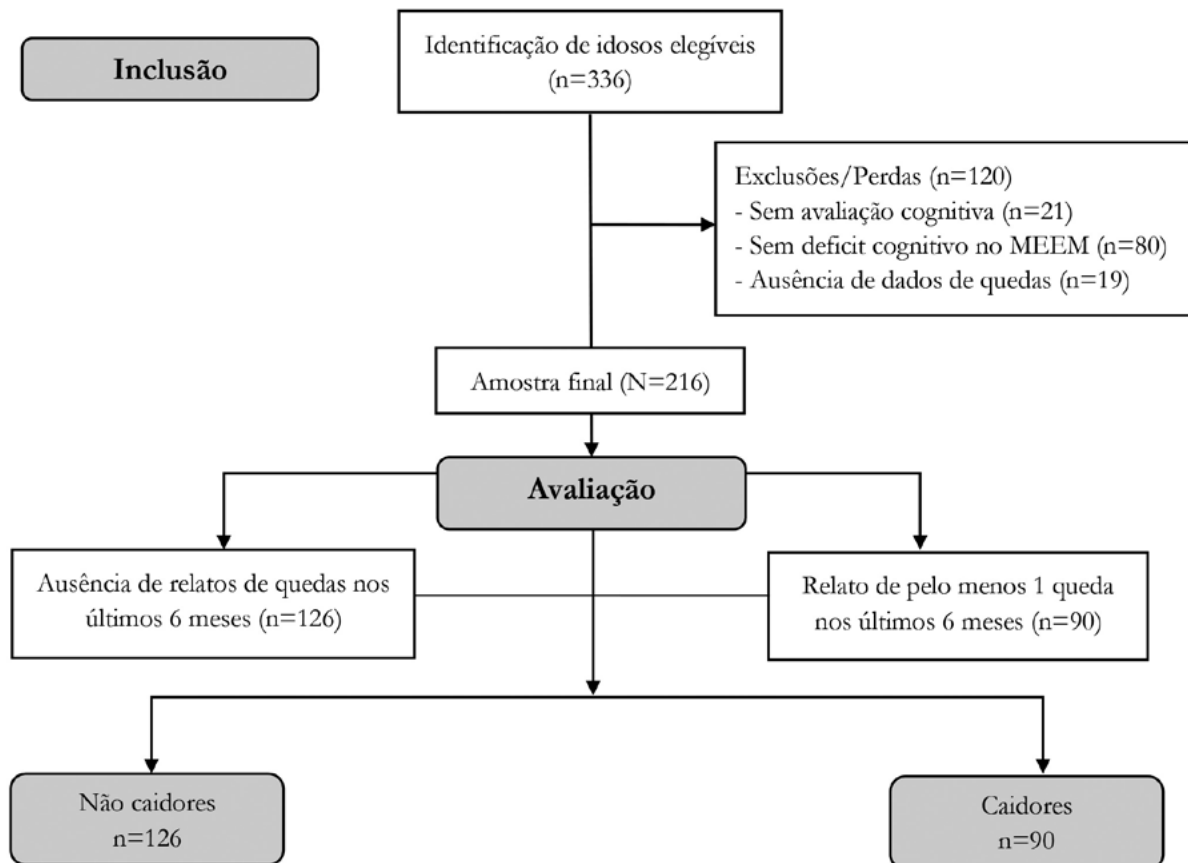 Inclusão
Identificação de idosos elegíveis
(n=336)
Exclusões/Perdas (n=120)
- Sem avaliação cognitiva (n=21)
- Sem deficit cognitivo no MEEM (n=80)
- Ausência de dados de quedas (n=19)
Amostra final (N=216)
Avaliação
Ausência de relatos de quedas nos
últimos 6 meses (n=126)
Relato de pelo menos 1 queda
nos últimos 6 meses (n=90)
Não caidores
n=126
Caidores
n=90